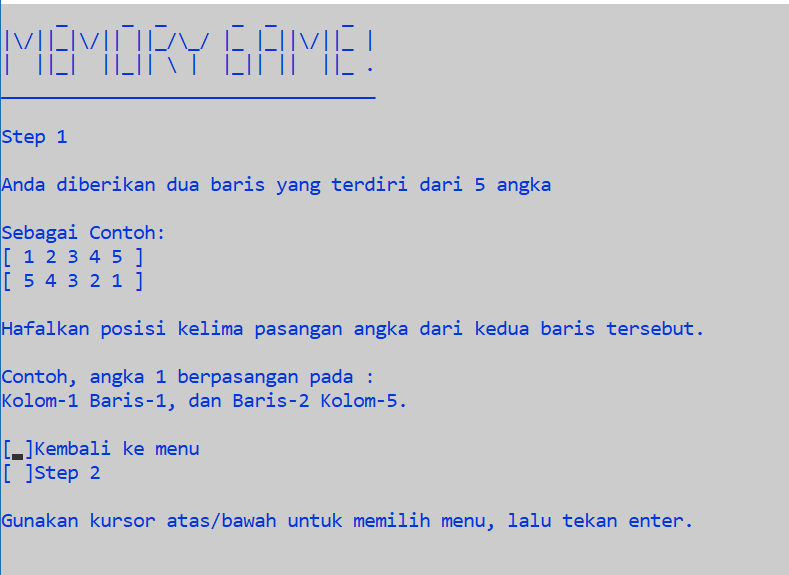 MEMORY GAME
Step 1
Anda diberikan dua baris yang terdiri dari 5 angka
Sebagai Contoh:
[ 1 2 3 4 5 ]
[ 5 4 3 2 1 ]
Hafalkan posisi kelima pasangan angka dari kedua baris tersebut.
Contoh, angka 1 berpasangan pada :
Kolom-1 Baris-1, dan Baris-2 Kolom-5.
[ ]Kembali ke menu
[ ]Step 2
Gunakan kursor atas/bawah untuk memilih menu, lalu tekan enter.